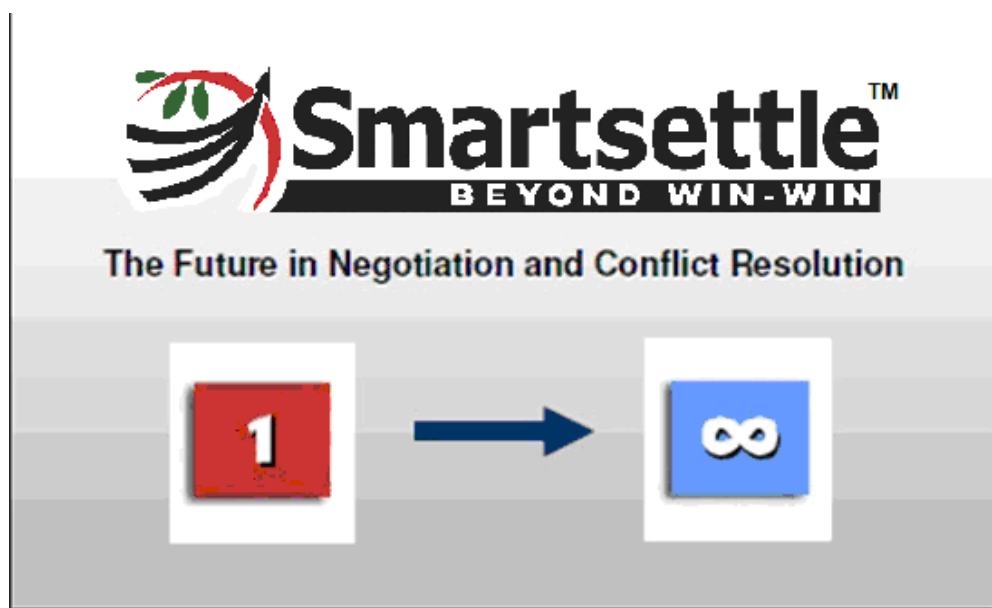 Smartsettle™
BEYOND WIN-WIN
The Future in Negotiation and Conflict Resolution
1 ∞